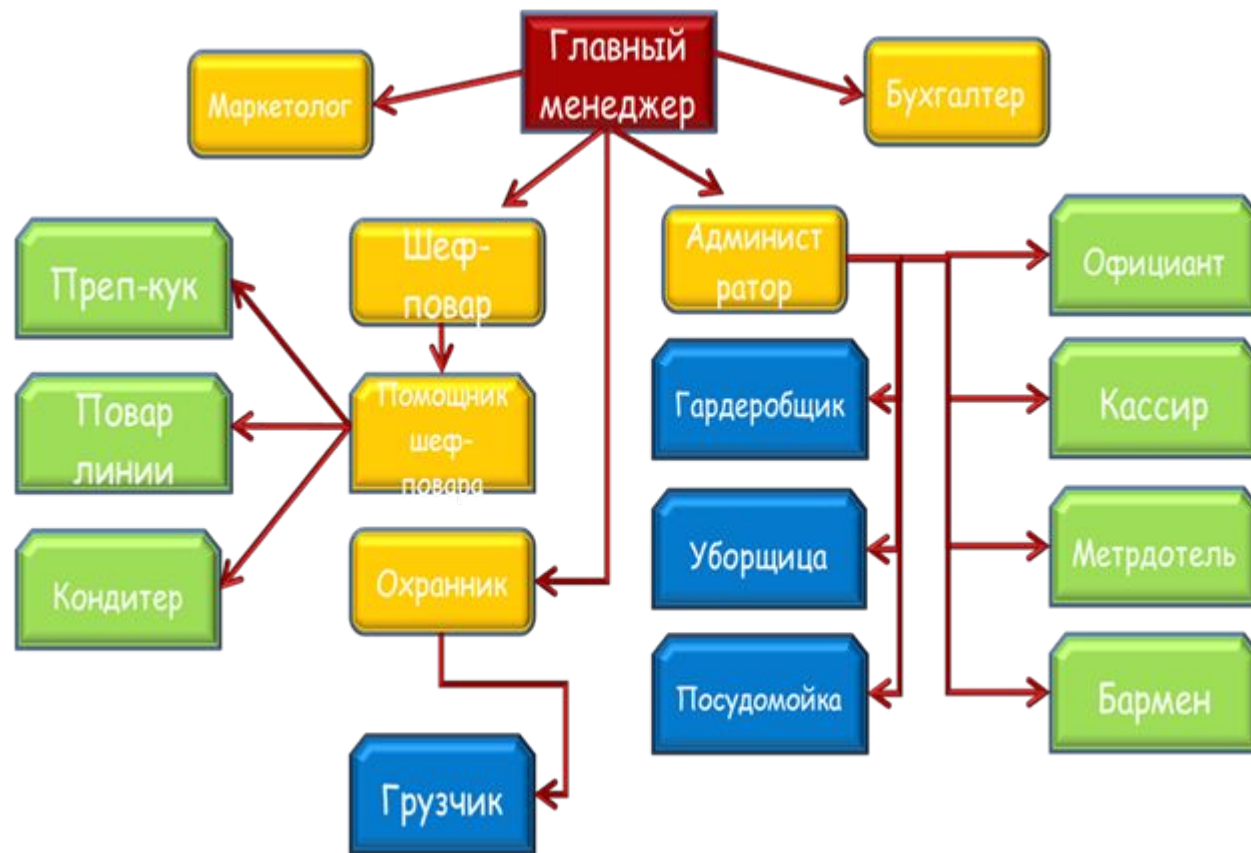 Главный
менеджер
Маркетолог
Бухгалтер
Преп-кук
Шеф-
повар
Админист
ратор
Официант
Повар
линии
Помощник
шеф-
повара
Гардеробщик
Кассир
Кондитер
Охранник
Уборщица
Метрдотель
Грузчик
Посудомойка
Бармен